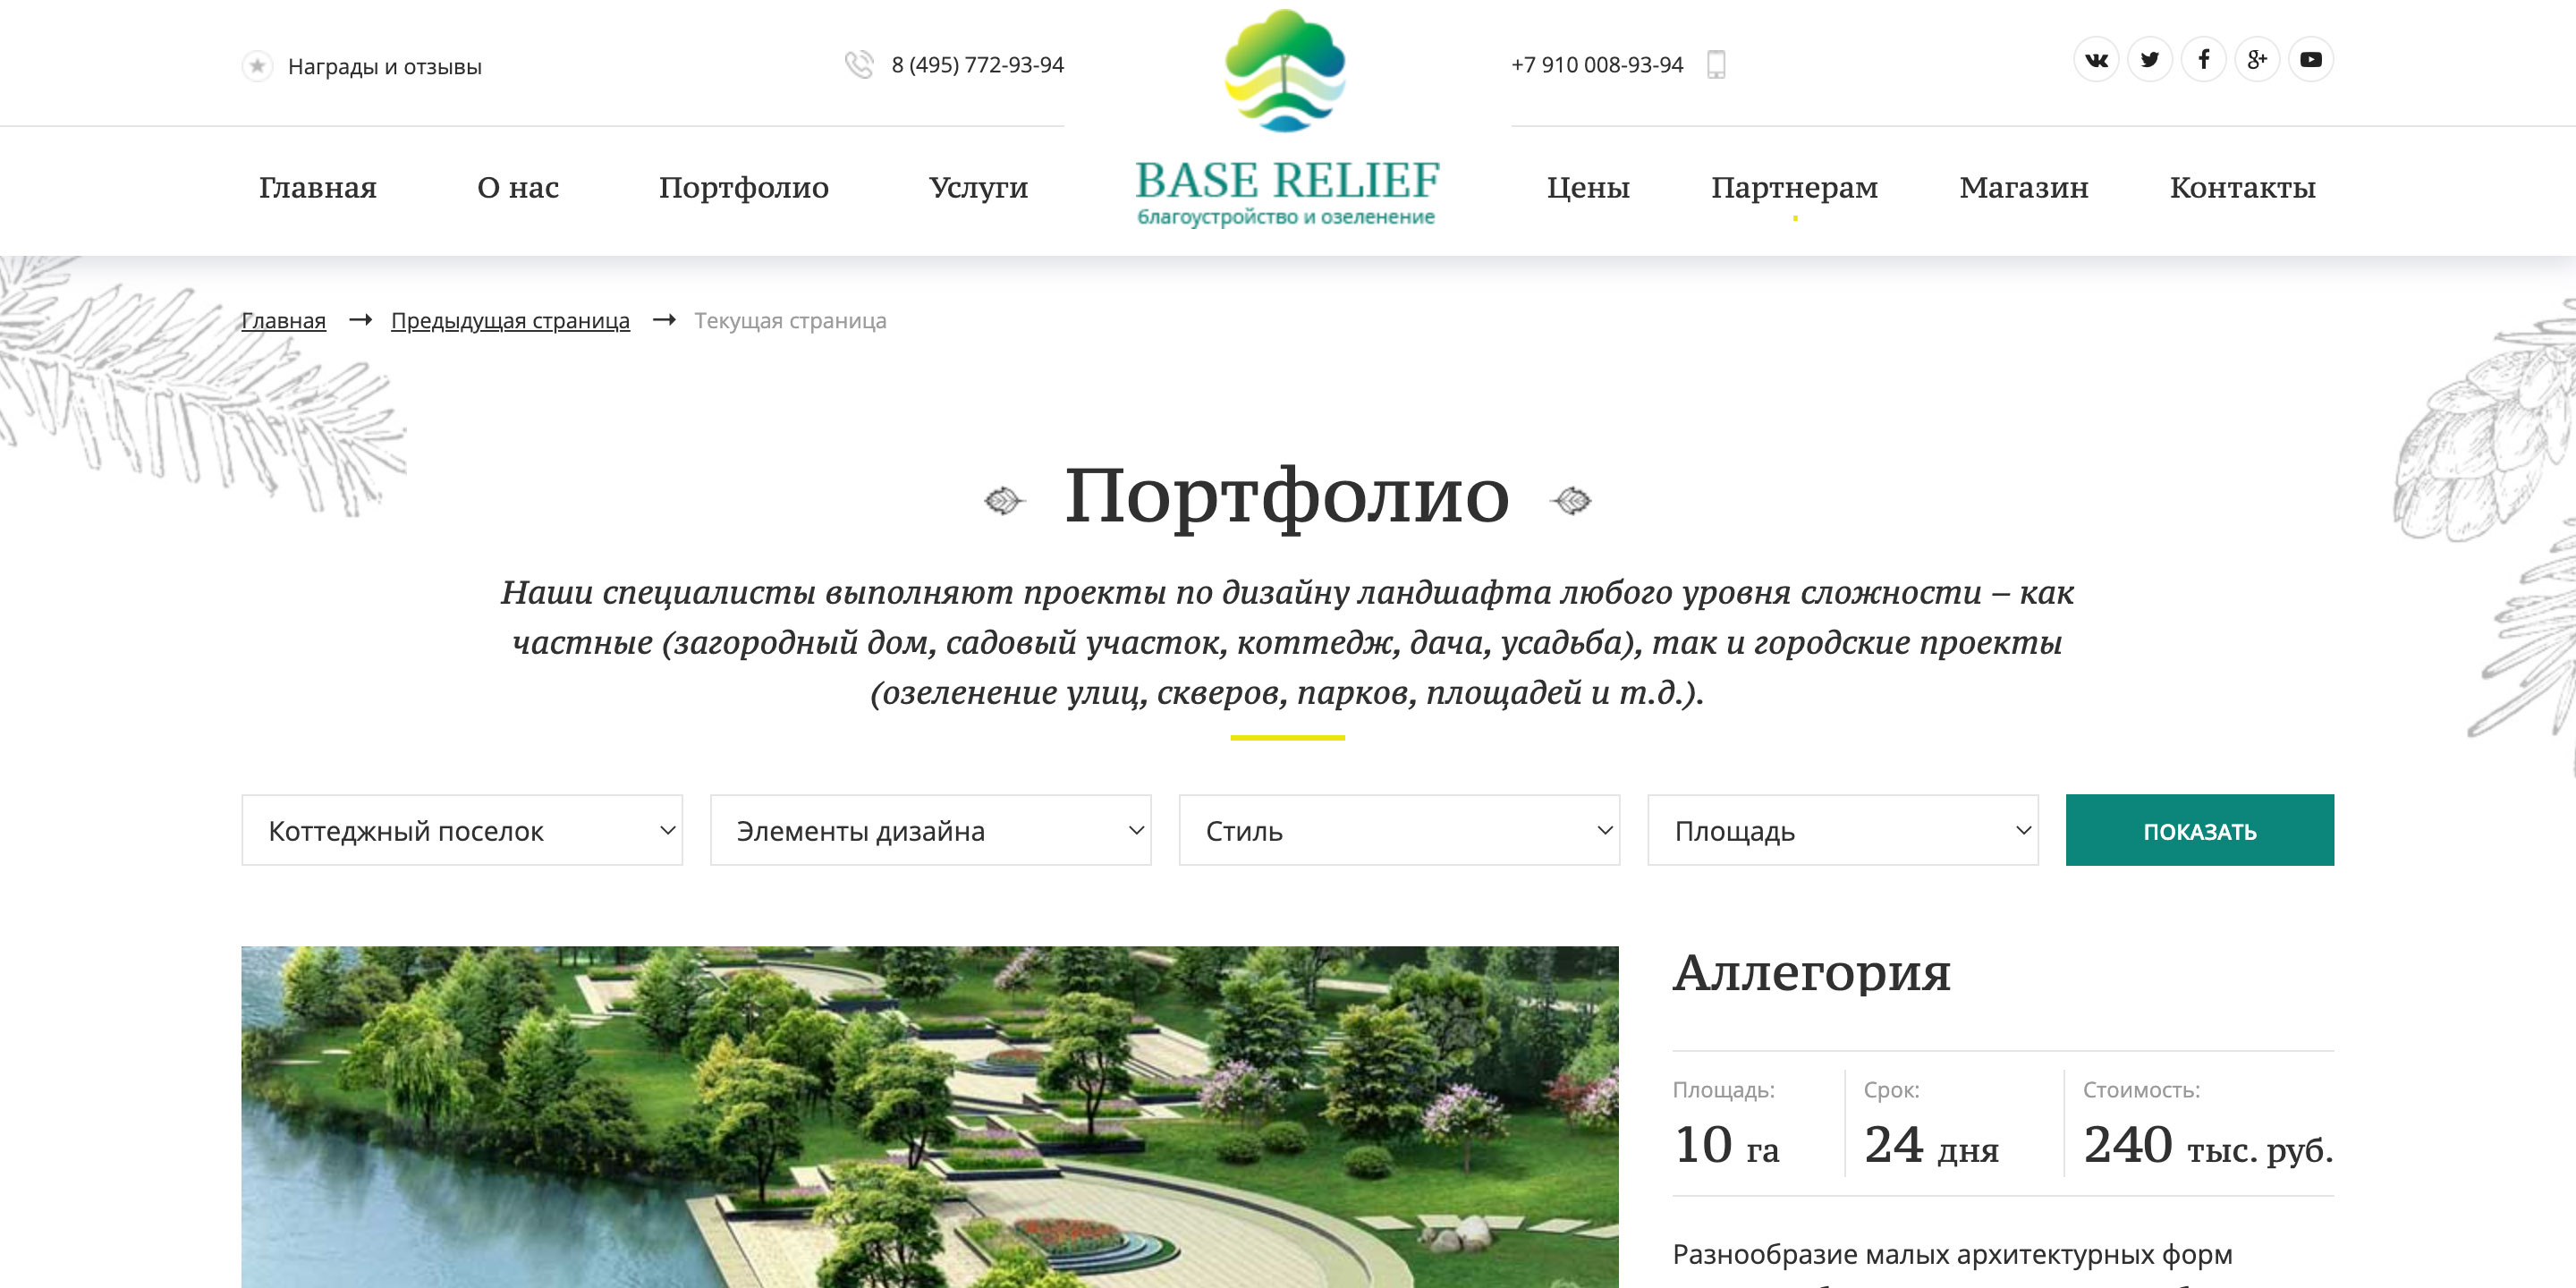 Награды и отзывы
8 (495) 772-93-94
+7 910 008-93-94
Главная
О нас
Портфолио
Услуги
BASE RELIEF
благоустройство и озеленение
Цены
Партнерам
Магазин
Контакты
Главная → Предыдущая страница → Текущая страница
Портфолио
Наши специалисты выполняют проекты по дизайну ландшафта любого уровня сложности – как
частные (загородный дом, садовый участок, коттедж, дача, усадьба), так и городские проекты
(озеленение улиц, скверов, парков, площадей и т.д.).
Коттеджный поселок
Элементы дизайна
Стиль
Площадь
ПОКАЗАТЬ
Аллегория
Площадь:
10 га
Срок:
24 дня
Стоимость:
240 тыс. руб.
Разнообразие малых архитектурных форм